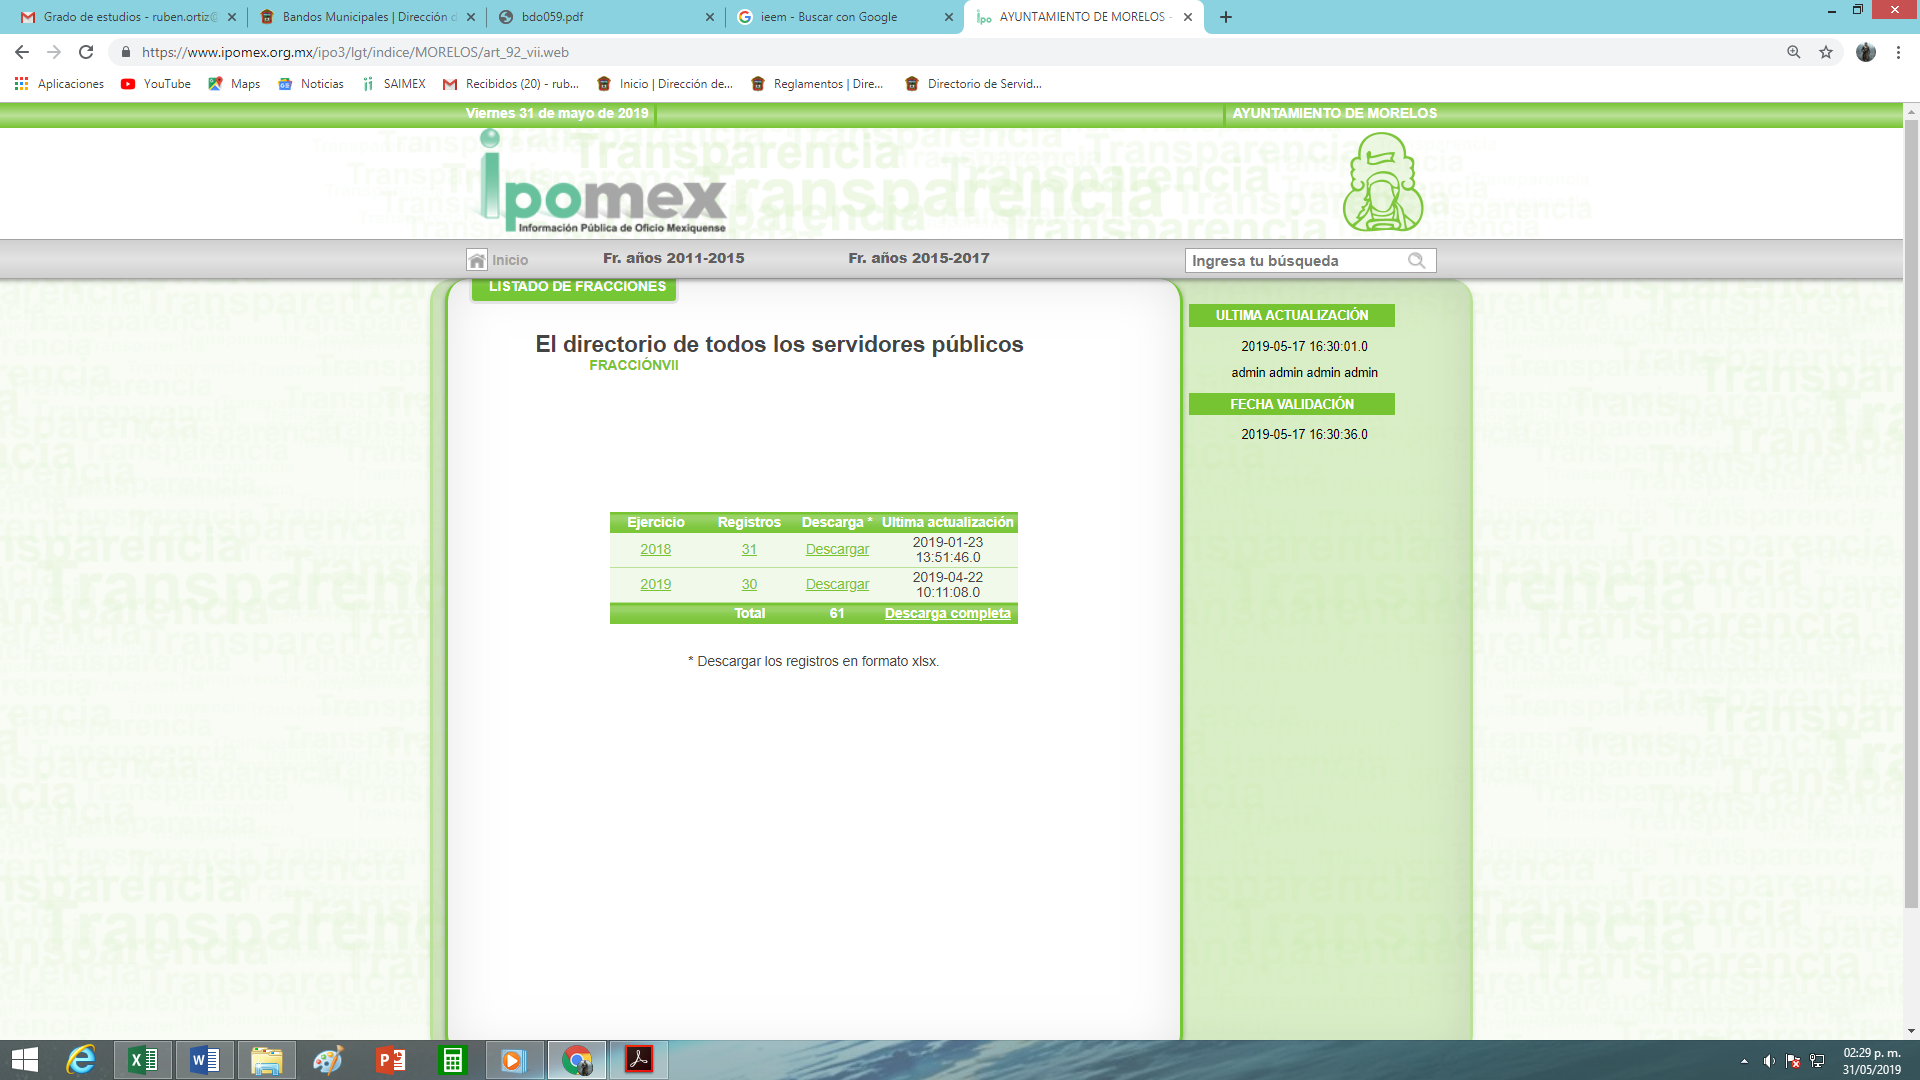 Grado de estudios - ruben.ortiz@
Bandos Municipales | Dirección d
bdo059.pdf
ieem - Buscar con Google
ipo AYUNTAMIENTO DE MORELOS -
https://www.ipomex.org.mx/ipo3/lgt/indice/MORELOS/art_92_vii.web
Aplicaciones
YouTube
Maps
Noticias
SAIMEX
Recibidos (20) - rub...
Inicio | Dirección de...
Reglamentos | Dire...
Directorio de Servid...
Viernes 31 de mayo de 2019
AYUNTAMIENTO DE MORELOS
Transparencia
ipomex
Información Pública de Oficio Mexiquense
Inicio
Fr. años 2011-2015
Fr. años 2015-2017
Ingresa tu búsqueda
LISTADO DE FRACCIONES
El directorio de todos los servidores públicos
FRACCIÓNVII
Ejercicio Registros Descarga * Ultima actualización
2018 31 Descargar 2019-01-23
13:51:46.0
2019 30 Descargar 2019-04-22
10:11:08.0
Total 61 Descarga completa
* Descargar los registros en formato xlsx.
ULTIMA ACTUALIZACIÓN
2019-05-17 16:30:01.0
admin admin admin admin
FECHA VALIDACIÓN
2019-05-17 16:30:36.0
02:29 p. m.
31/05/2019